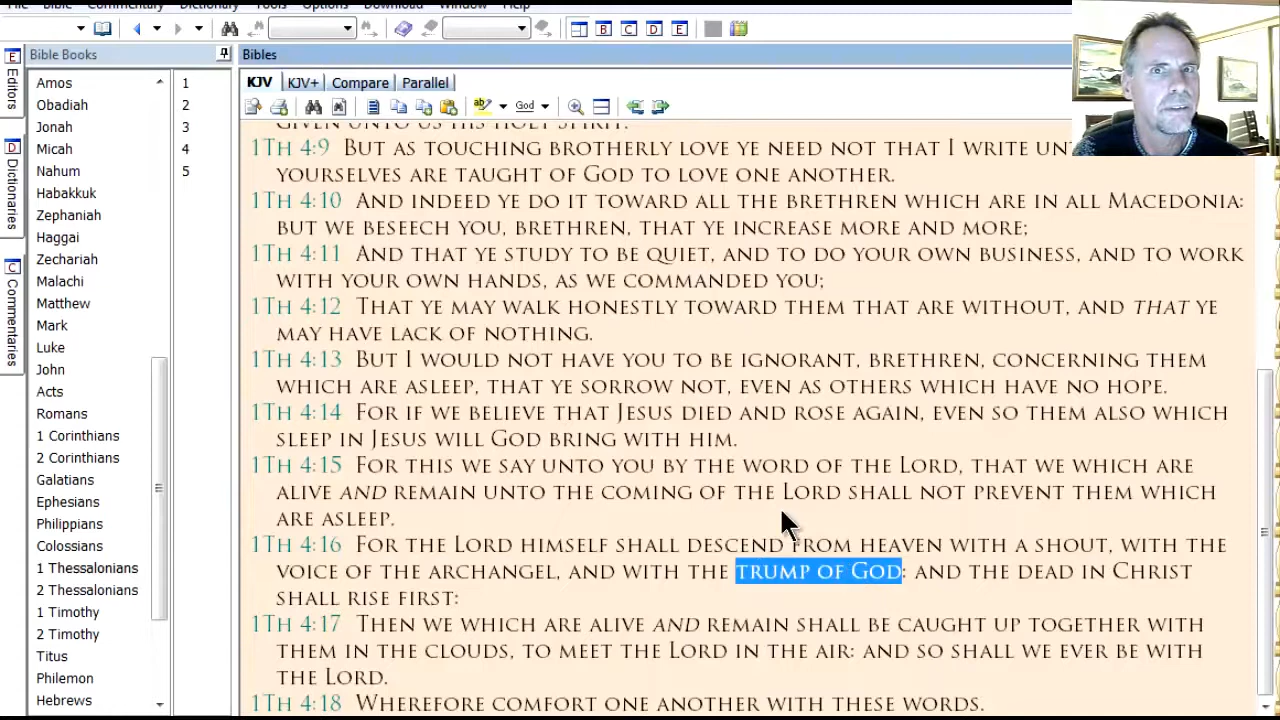 File Bible Commentary Dictionary Tools Options Download Window Help
B C D E
Bible Books
Bibles
KJV KJV+ Compare Parallel
God
E Editors
D Dictionaries
C Commentaries
Amos
Obadiah
Jonah
Micah
Nahum
Habakkuk
Zephaniah
Haggai
Zechariah
Malachi
Matthew
Mark
Luke
John
Acts
Romans
1 Corinthians
2 Corinthians
Galatians
Ephesians
Philippians
Colossians
1 Thessalonians
2 Thessalonians
1 Timothy
2 Timothy
Titus
Philemon
Hebrews
1
2
3
4
5
GIVEN UNTO US HIS HOLY SPIRIT.
1TH 4:9 BUT AS TOUCHING BROTHERLY LOVE YE NEED NOT THAT I WRITE
YOURSELVES ARE TAUGHT OF GOD TO LOVE ONE ANOTHER.
1TH 4:10 AND INDEED YE DO IT TOWARD ALL THE BRETHREN WHICH ARE IN ALL MACEDONIA:
BUT WE BESEECH YOU, BRETHREN, THAT YE INCREASE MORE AND MORE;
1TH 4:11 AND THAT YE STUDY TO BE QUIET, AND TO DO YOUR OWN BUSINESS, AND TO WORK
WITH YOUR OWN HANDS, AS WE COMMANDED YOU;
1TH 4:12 THAT YE MAY WALK HONESTLY TOWARD THEM THAT ARE WITHOUT, AND THAT YE
MAY HAVE LACK OF NOTHING.
1TH 4:13 BUT I WOULD NOT HAVE YOU TO BE IGNORANT, BRETHREN, CONCERNING THEM
WHICH ARE ASLEEP, THAT YE SORROW NOT, EVEN AS OTHERS WHICH HAVE NO HOPE.
1TH 4:14 FOR IF WE BELIEVE THAT JESUS DIED AND ROSE AGAIN, EVEN SO THEM ALSO WHICH
SLEEP IN JESUS WILL GOD BRING WITH HIM.
1TH 4:15 FOR THIS WE SAY UNTO YOU BY THE WORD OF THE LORD, THAT WE WHICH ARE
ALIVE AND REMAIN UNTO THE COMING OF THE LORD SHALL NOT PREVENT THEM WHICH
ARE ASLEEP.
1TH 4:16 FOR THE LORD HIMSELF SHALL DESCEND FROM HEAVEN WITH A SHOUT, WITH THE
VOICE OF THE ARCHANGEL, AND WITH THE TRUMP OF GOD: AND THE DEAD IN CHRIST
SHALL RISE FIRST:
1TH 4:17 THEN WE WHICH ARE ALIVE AND REMAIN SHALL BE CAUGHT UP TOGETHER WITH
THEM IN THE CLOUDS, TO MEET THE LORD IN THE AIR: AND SO SHALL WE EVER BE WITH
THE LORD.
1TH 4:18 WHEREFORE COMFORT ONE ANOTHER WITH THESE WORDS.